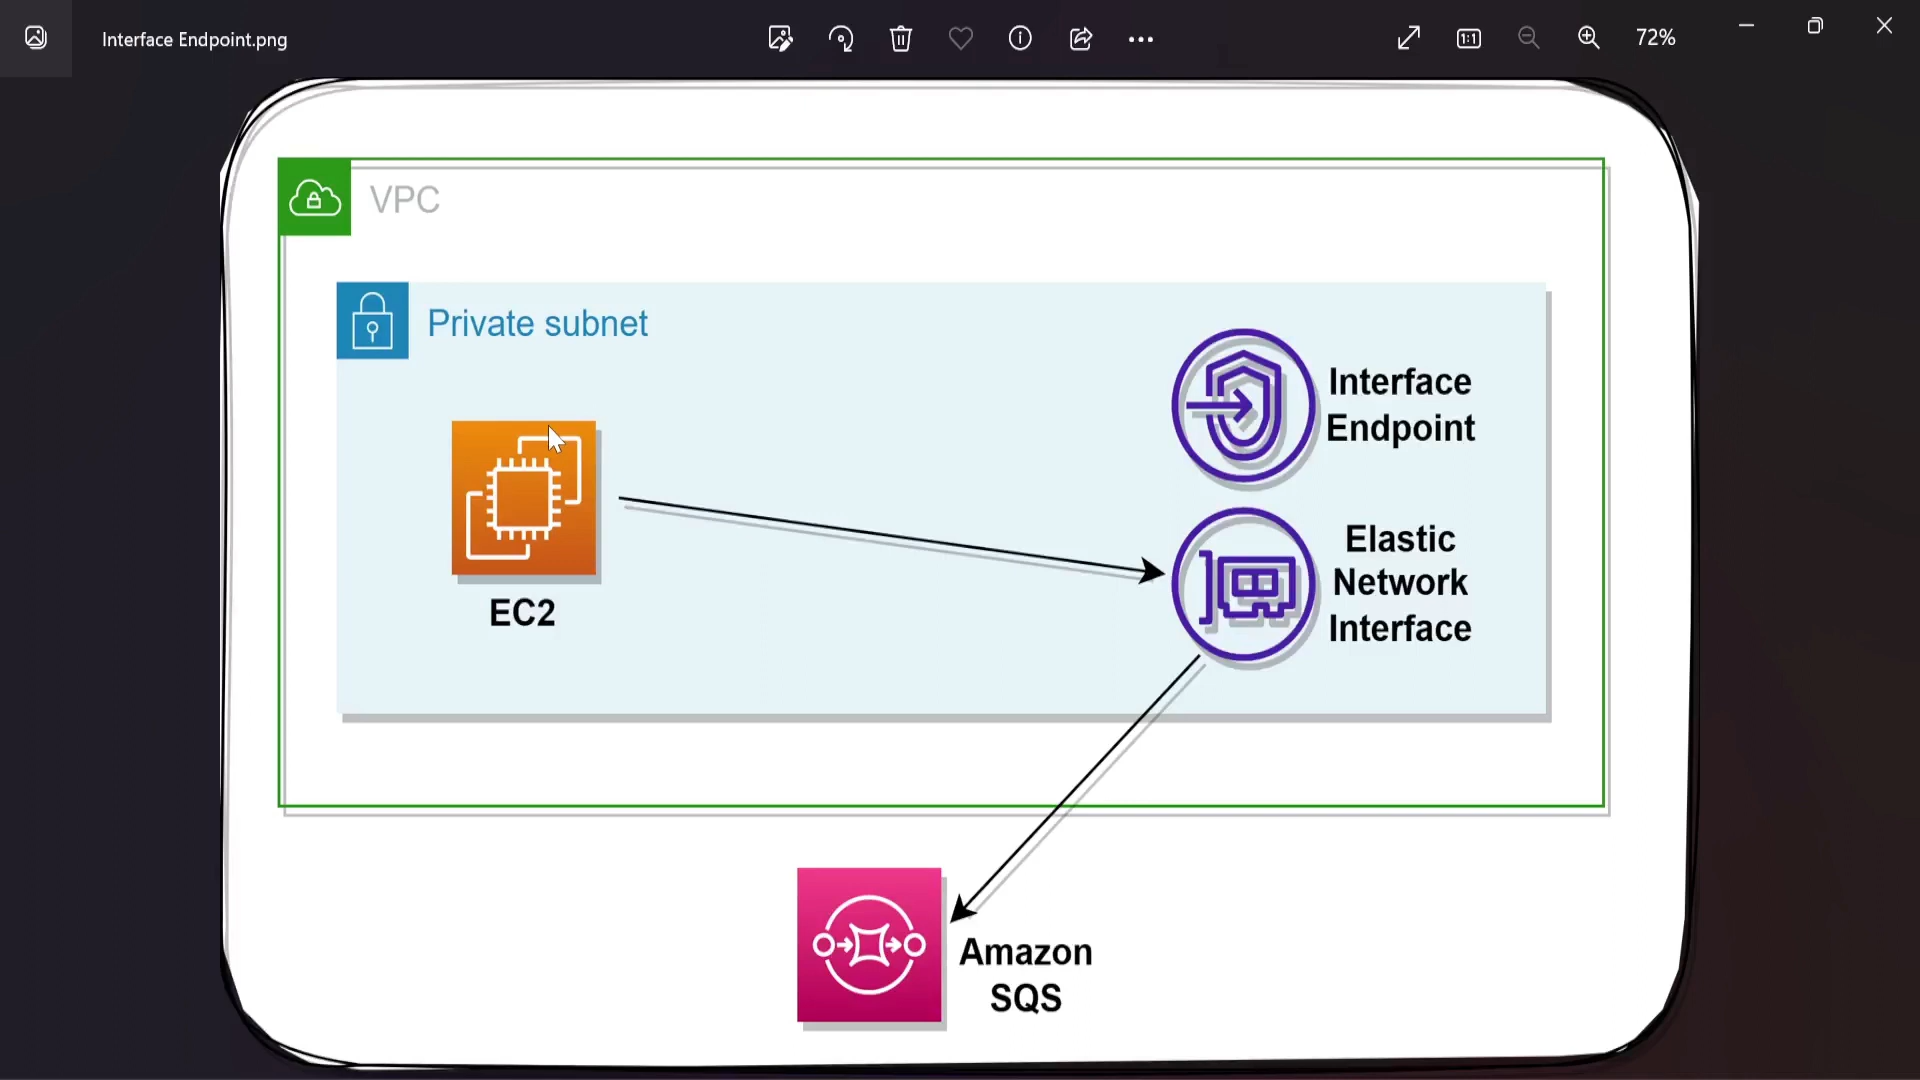 Interface Endpoint.png
72%
VPC
Private subnet
Interface
Endpoint
Elastic
Network
Interface
EC2
Amazon
SQS